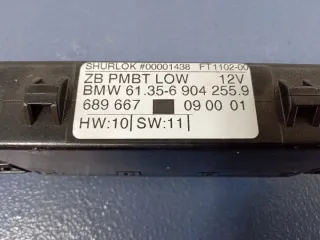 SHURLOK #00001438 FT1102-00
ZB PMBT LOW 12V
BMW 61.35-6 904 255.9
689 667 09 00 01
HW:10 SW:11